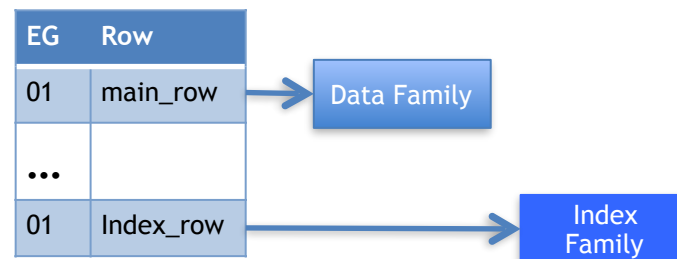 EG Row
01 main_row
Data Family
...
01 Index_row
Index
Family